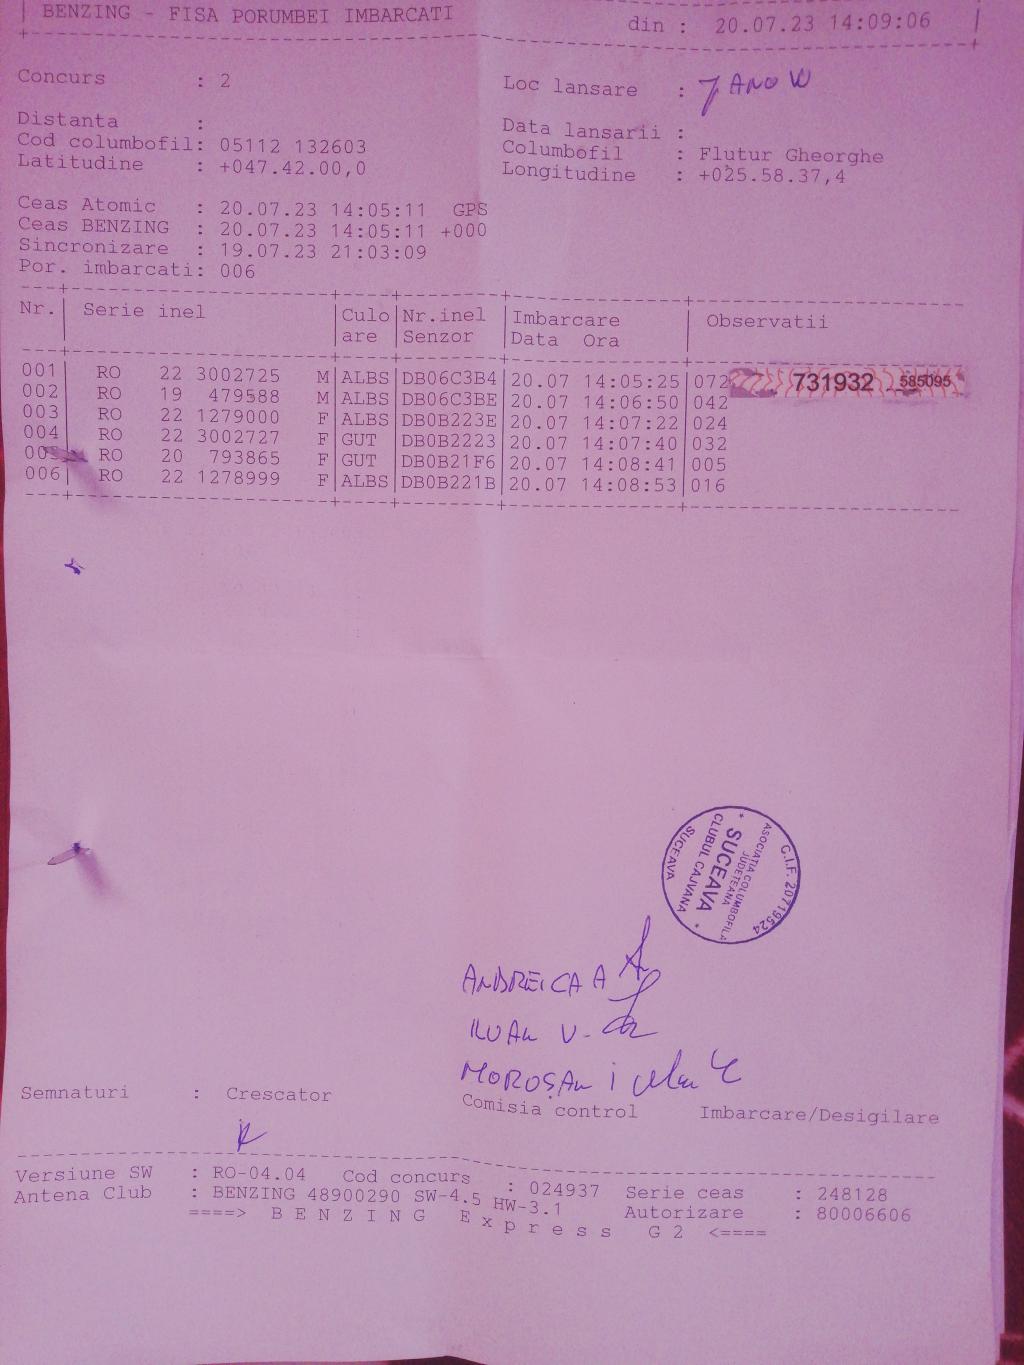 BENZING - FISA PORUMBEI IMBARCATI din : 20.07.23 14:09:06
Concurs : 2 Loc lansare : JANOW
Distanta : Data lansarii :
Cod columbofil: 05112 132603 Columbofil : Flutur Gheorghe
Latitudine : +047.42.00,0 Longitudine : +025.58.37,4
Ceas Atomic : 20.07.23 14:05:11 GPS
Ceas BENZING : 20.07.23 14:05:11 +000
Sincronizare : 19.07.23 21:03:09
Por. imbarcati: 006
Nr. Serie inel Culo Nr.inel Imbarcare Observatii
are Senzor Data Ora
001 RO 22 3002725 M ALBS DB06C3B4 20.07 14:05:25 072 731932 585095
002 RO 19 479588 M ALBS DB06C3BE 20.07 14:06:50 042
003 RO 22 1279000 F ALBS DB0B223E 20.07 14:07:22 024
004 RO 22 3002727 F GUT DB0B2223 20.07 14:07:40 032
005 RO 20 793865 F GUT DB0B21F6 20.07 14:08:41 005
006 RO 22 1278999 F ALBS DB0B221B 20.07 14:08:53 016
C.I.F. 20719524
ASOCIATIA COLUMBOFILA
JUDETEANA
SUCEAVA
CLUBUL CAJVANA
SUCEAVA
ANDREICA A
V.
MOROȘAN I
Semnaturi : Crescator Comisia control Imbarcare/Desigilare
Versiune SW : RO-04.04 Cod concurs : 024937 Serie ceas : 248128
Antena Club : BENZING 48900290 SW-4.5 HW-3.1 Autorizare : 80006606
====> B E N Z I N G E x p r e s s G 2 <====